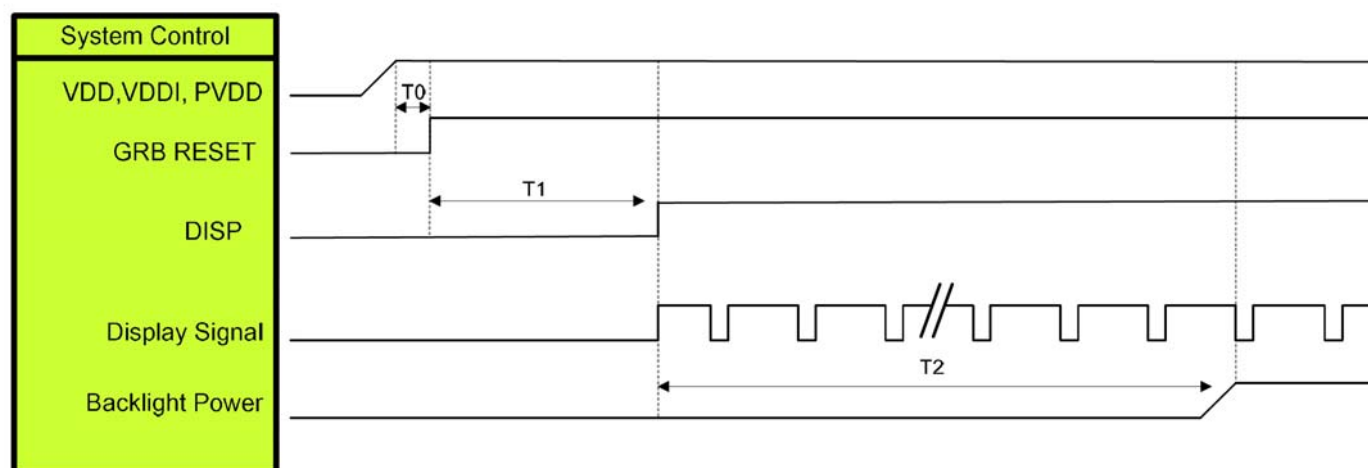 System Control
VDD,VDDI, PVDD
T0
GRB RESET
T1
DISP
Display Signal
T2
Backlight Power